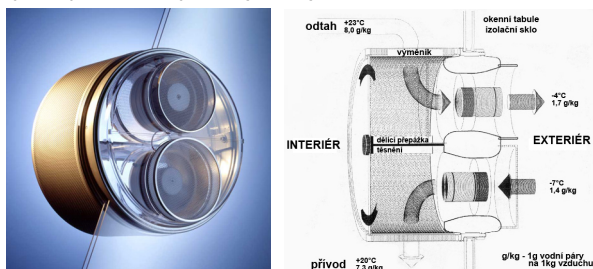 odtah
+23°C
8,0 g/kg
okenní tabule
izolační sklo
výměník
-4°C
1,7 g/kg
INTERIÉR
dělící přepážka
těsnění
EXTERIÉR
-7°C
1,4 g/kg
přívod
+20°C
7,3 g/kg
g/kg - 1g vodní páry
na 1kg vzduchu